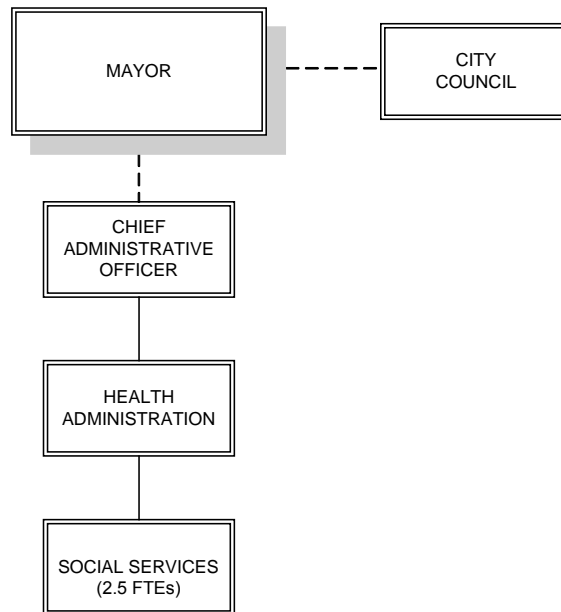 MAYOR
CITY
COUNCIL
CHIEF
ADMINISTRATIVE
OFFICER
HEALTH
ADMINISTRATION
SOCIAL SERVICES
(2.5 FTEs)